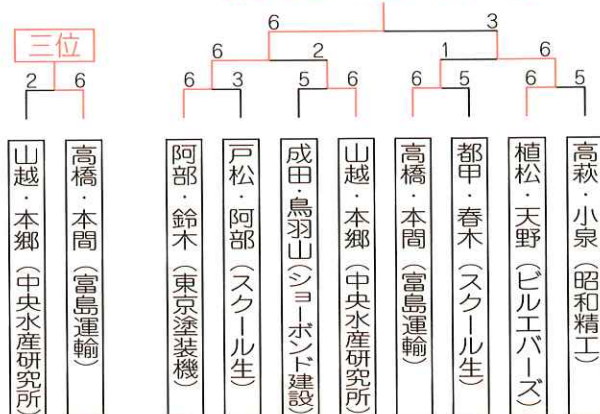 6 3
三位
6 2 1 6
2 6
6 3 5 6 6 5 6 5
山越・本郷（中央水産研究所）
高橋・本間（富島運輸）
阿部・鈴木（東京塗装機）
戸松・阿部（スクール生）
成田・鳥羽山（ショーボンド建設）
山越・本郷（中央水産研究所）
高橋・本間（富島運輸）
都甲・春木（スクール生）
植松・天野（ビルエバーズ）
高萩・小泉（昭和精工）